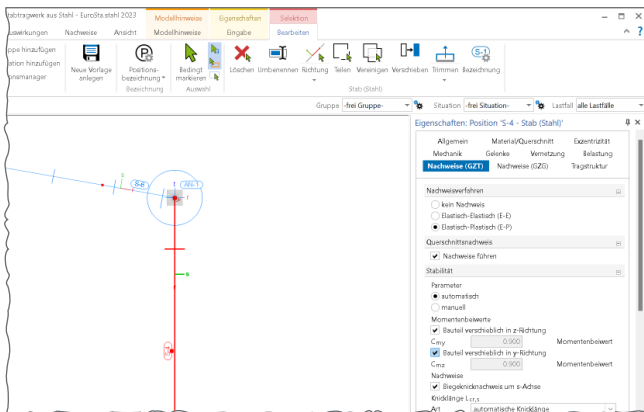 tabtragwerk aus Stahl - EuroSta.stahl 2023
Modellhinweise
Eigenschaften
Selektion
Auswirkungen
Nachweise
Ansicht
Modellhinweise
Eingabe
Bearbeiten
ppe hinzufügen
ation hinzufügen
onsmanager
Neue Vorlage
anlegen
Positions-
bezeichnung
Bezeichnung
Bedingt
markieren
Auswahl
Löschen
Umbenennen
Richtung
Teilen
Vereinigen
Verschieben
Trimmen
Bezeichnung
Stab (Stahl)
Gruppe
-frei Gruppe-
Situation
-frei Situation-
Lastfall
alle Lastfälle
Eigenschaften: Position 'S-4 - Stab (Stahl)'
Allgemein
Material/Querschnitt
Exzentrizität
Mechanik
Gelenke
Vernetzung
Belastung
Nachweise (GZT)
Nachweise (GZG)
Tragstruktur
Nachweisverfahren
kein Nachweis
Elastisch-Elastisch (E-E)
Elastisch-Plastisch (E-P)
Querschnittsnachweis
Nachweise führen
Stabilität
Parameter
automatisch
manuell
Momentenbeiwerte
Bauteil verschieblich in z-Richtung
Cmy
0.900
Momentenbeiwert
Bauteil verschieblich in y-Richtung
Cmz
0.900
Momentenbeiwert
Nachweise
Biegeknicknachweis um s-Achse
Knicklänge Lcr,s
Art
automatische Knicklänge